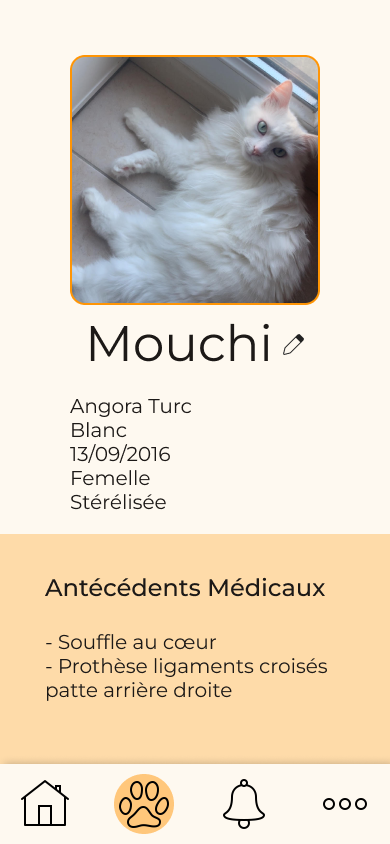 Mouchi
Angora Turc
Blanc
13/09/2016
Femelle
Stérélisée
Antécédents Médicaux
- Souffle au cœur
- Prothèse ligaments croisés
patte arrière droite